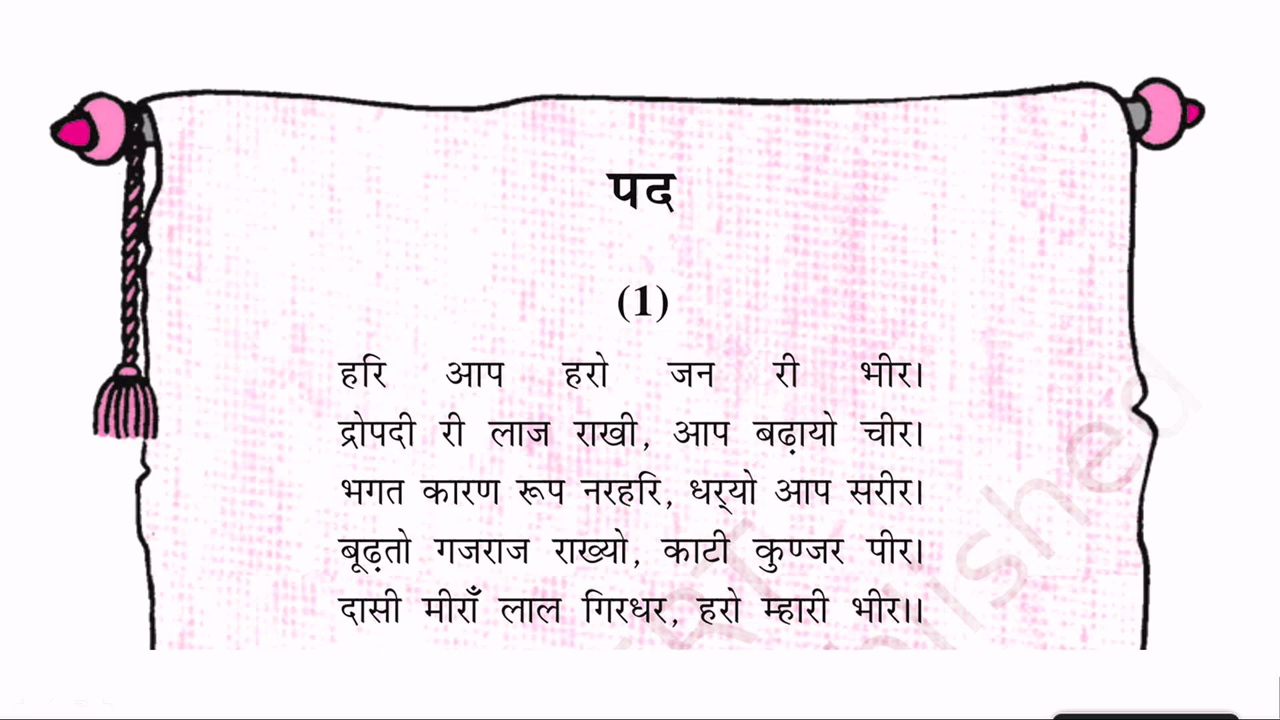 पद
(1)
हरि आप हरो जन री भीर।
द्रोपदी री लाज राखी, आप बढ़ायो चीर।
भगत कारण रूप नरहरि, धर्‌यो आप सरीर।
बूढ़तो गजराज राख्यो, काटी कुण्जर पीर।
दासी मीराँ लाल गिरधर, हरो म्हारी भीर।।